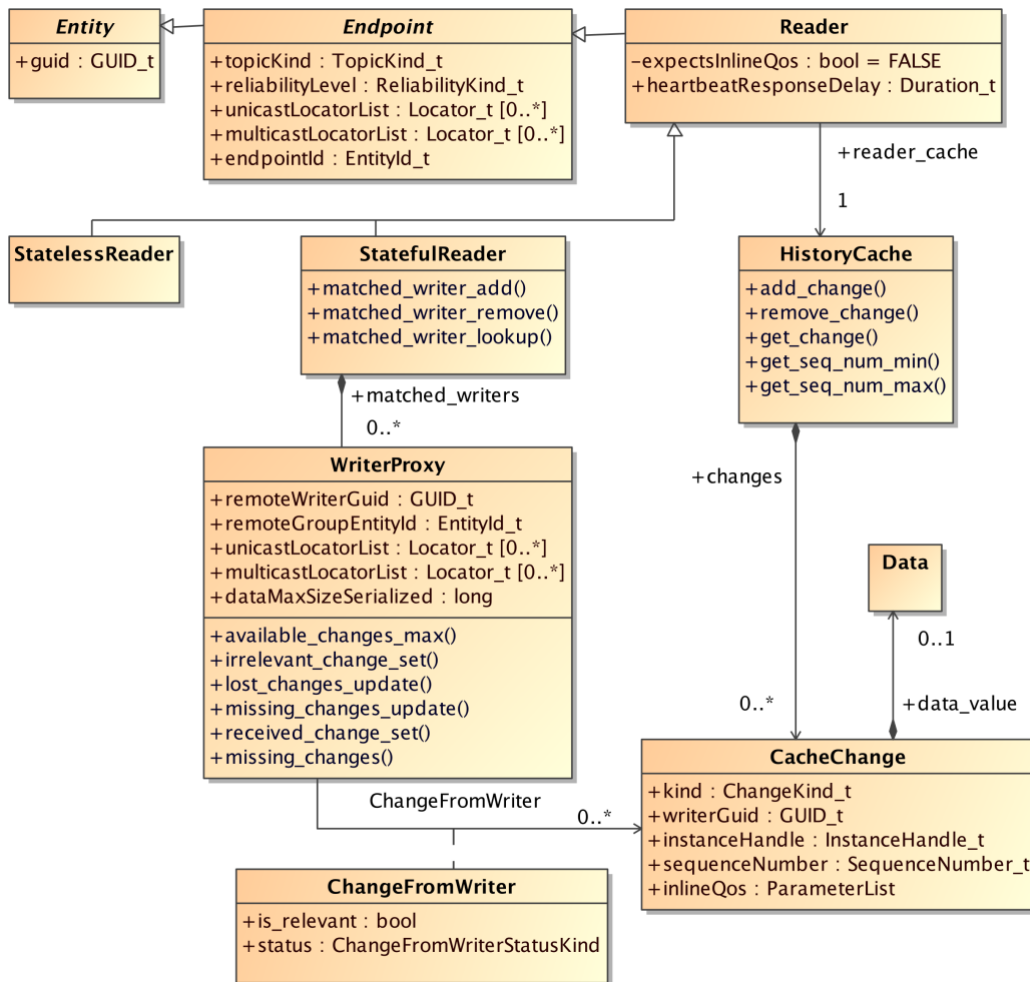 Entity
+guid : GUID_t
Endpoint
+topicKind : TopicKind_t
+reliabilityLevel : ReliabilityKind_t
+unicastLocatorList : Locator_t [0..*]
+multicastLocatorList : Locator_t [0..*]
+endpointId : EntityId_t
Reader
-expectsInlineQos : bool = FALSE
+heartbeatResponseDelay : Duration_t
+reader_cache
1
StatelessReader
StatefulReader
+matched_writer_add()
+matched_writer_remove()
+matched_writer_lookup()
HistoryCache
+add_change()
+remove_change()
+get_change()
+get_seq_num_min()
+get_seq_num_max()
+matched_writers
0..*
WriterProxy
+remoteWriterGuid : GUID_t
+remoteGroupEntityId : EntityId_t
+unicastLocatorList : Locator_t [0..*]
+multicastLocatorList : Locator_t [0..*]
+dataMaxSizeSerialized : long
+available_changes_max()
+irrelevant_change_set()
+lost_changes_update()
+missing_changes_update()
+received_change_set()
+missing_changes()
+changes
0..*
Data
0..1
+data_value
CacheChange
+kind : ChangeKind_t
+writerGuid : GUID_t
+instanceHandle : InstanceHandle_t
+sequenceNumber : SequenceNumber_t
+inlineQos : ParameterList
ChangeFromWriter
0..*
ChangeFromWriter
+is_relevant : bool
+status : ChangeFromWriterStatusKind